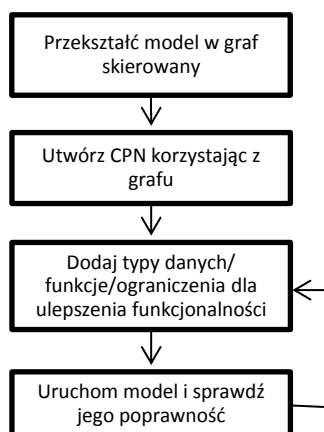 Przekształć model w graf
skierowany
Utwórz CPN korzystając z
grafu
Dodaj typy danych/
funkcje/ograniczenia dla
ulepszenia funkcjonalności
Uruchom model i sprawdź
jego poprawność